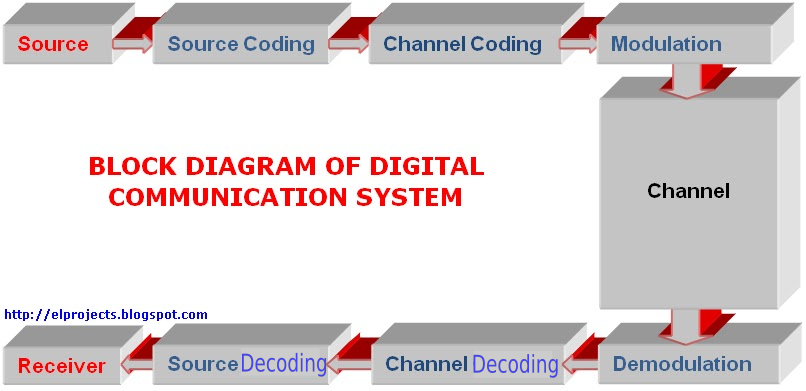 Source
Source Coding
Channel Coding
Modulation
BLOCK DIAGRAM OF DIGITAL
COMMUNICATION SYSTEM
Channel
http://elprojects.blogspot.com
Receiver
Source Decoding
Channel Decoding
Demodulation